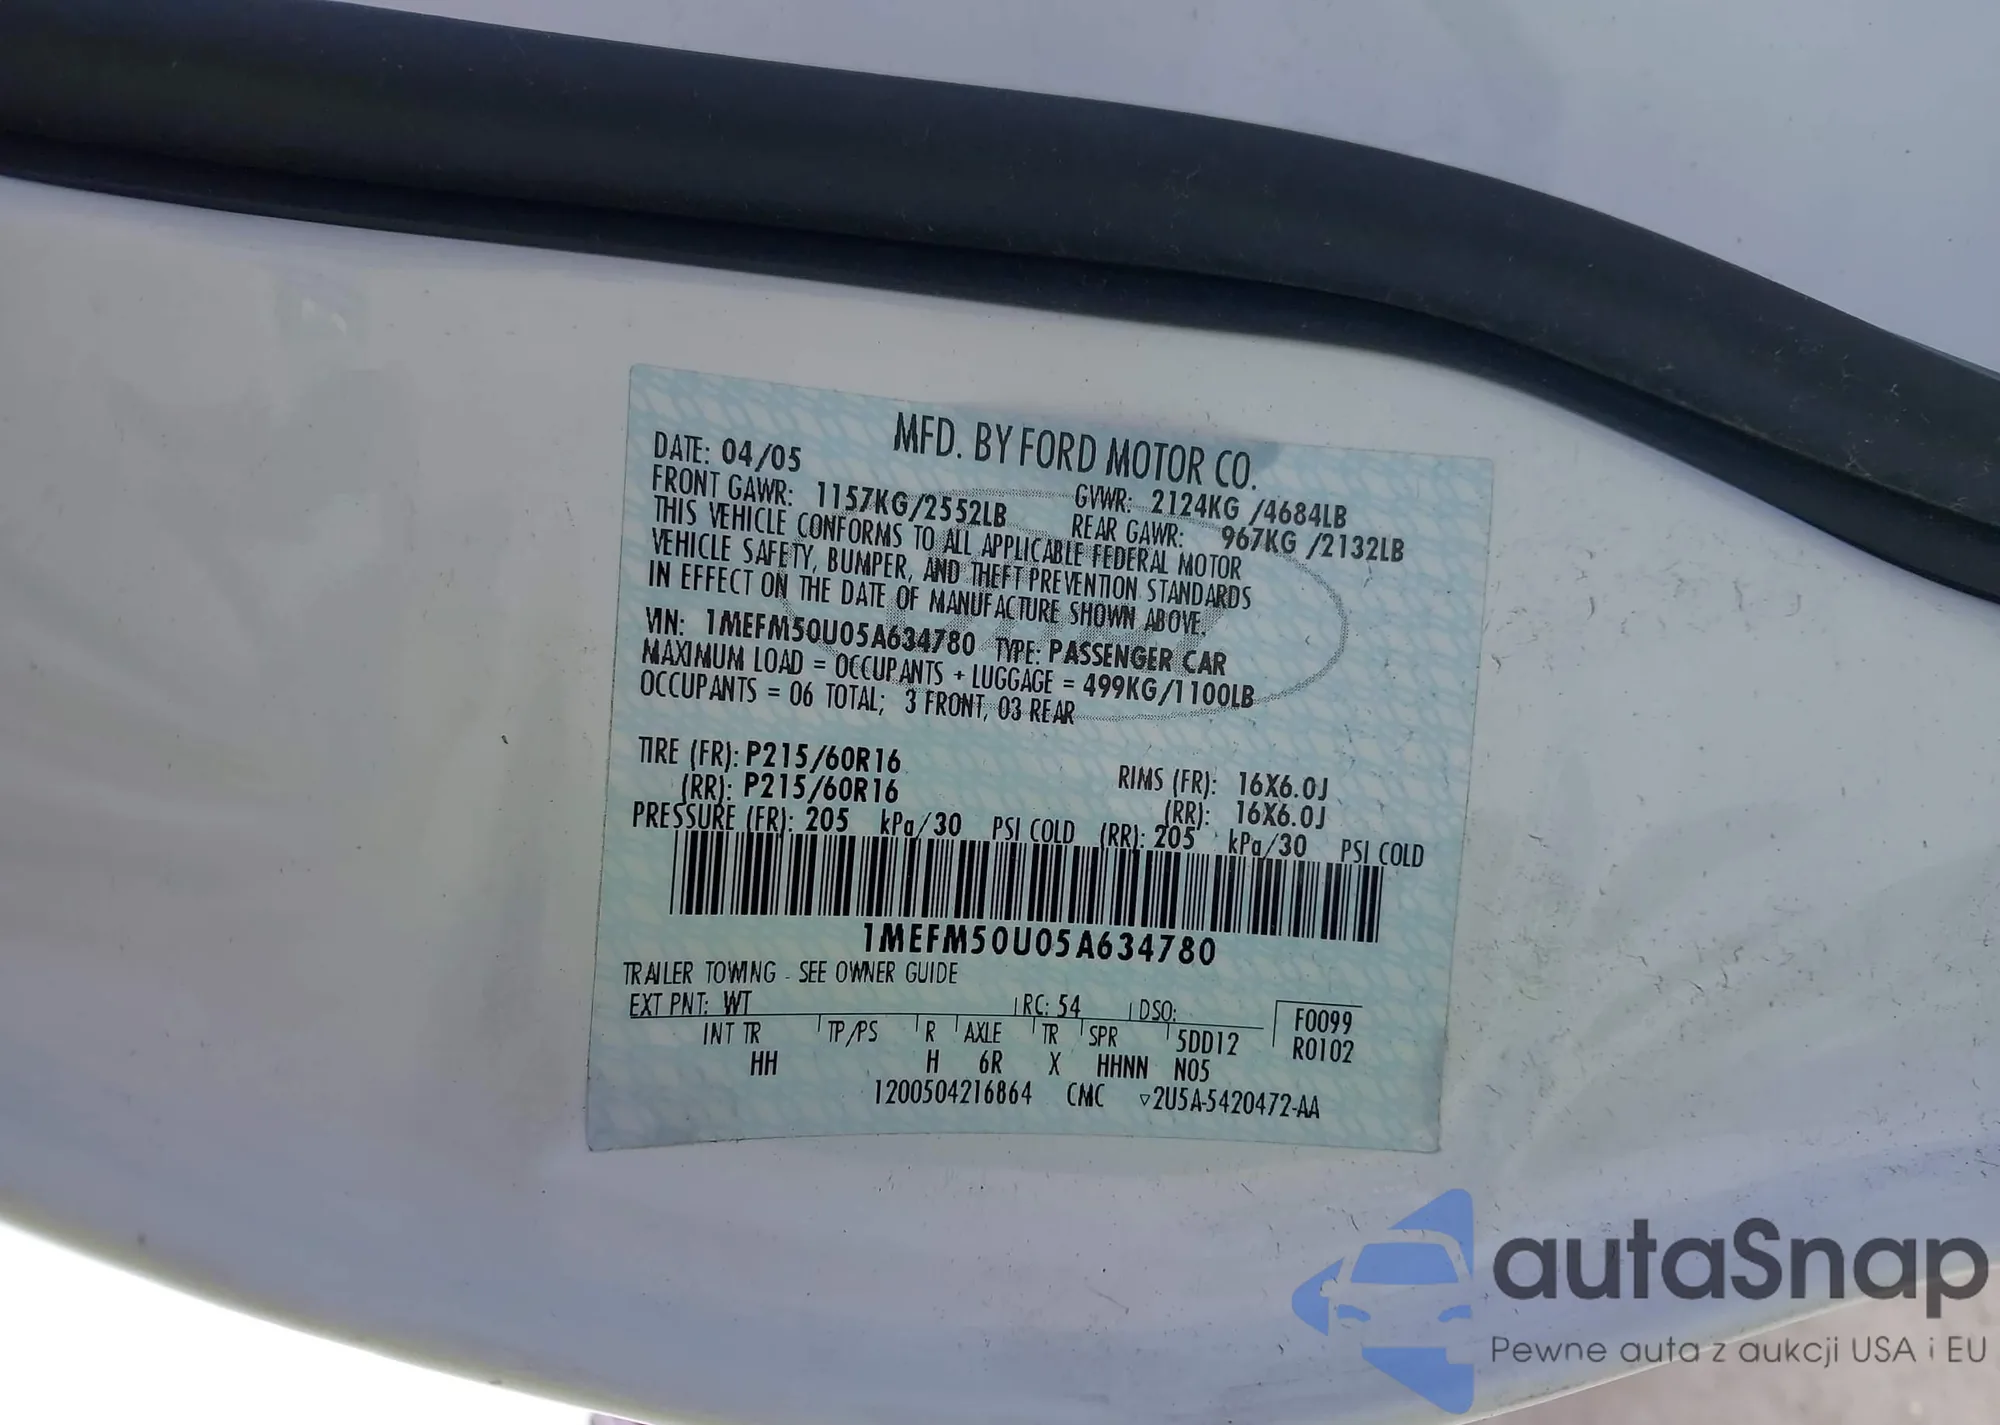 MFD. BY FORD MOTOR CO.
DATE: 04/05 GVWR: 2124KG /4684LB
FRONT GAWR: 1157KG/2552LB REAR GAWR: 967KG /2132LB
THIS VEHICLE CONFORMS TO ALL APPLICABLE FEDERAL MOTOR
VEHICLE SAFETY, BUMPER, AND THEFT PREVENTION STANDARDS
IN EFFECT ON THE DATE OF MANUFACTURE SHOWN ABOVE.
VIN: 1MEFM50U05A634780 TYPE: PASSENGER CAR
MAXIMUM LOAD = OCCUPANTS + LUGGAGE = 499KG/1100LB
OCCUPANTS = 06 TOTAL; 3 FRONT, 03 REAR
TIRE (FR): P215/60R16 RIMS (FR): 16X6.0J
(RR): P215/60R16 (RR): 16X6.0J
PRESSURE (FR): 205 kPa/30 PSI COLD (RR): 205 kPa/30 PSI COLD
1MEFM50U05A634780
TRAILER TOWING - SEE OWNER GUIDE
EXT PNT: WT RC: 54 DSO: F0099
INT TR TP/PS R AXLE TR SPR 5DD12 R0102
HH H 6R X HHNN N05
1200504216864 CMC ▽2U5A-5420472-AA
autaSnap
Pewne auta z aukcji USA i EU